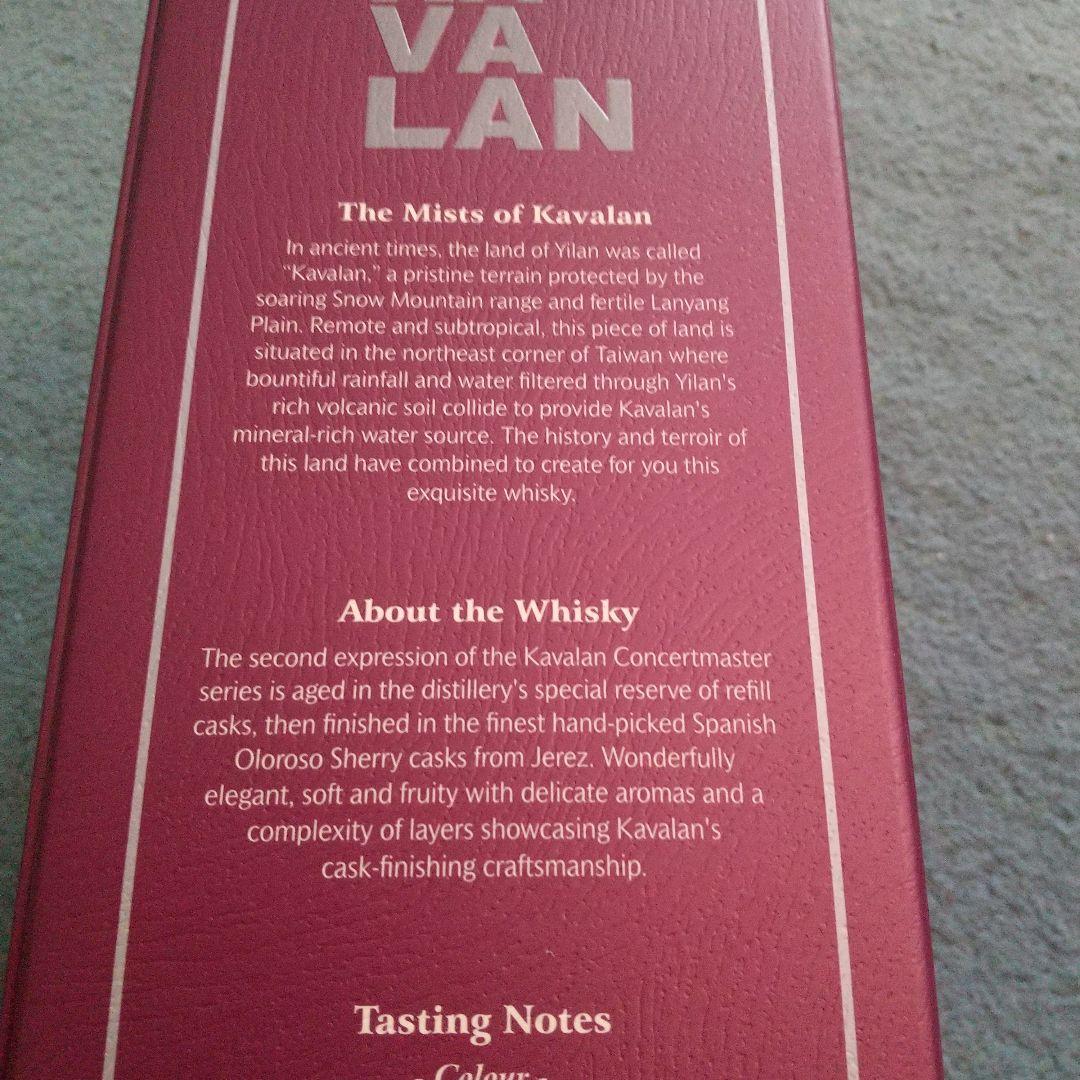 VA
LAN
The Mists of Kavalan
In ancient times, the land of Yilan was called
“Kavalan,” a pristine terrain protected by the
soaring Snow Mountain range and fertile Lanyang
Plain. Remote and subtropical, this piece of land is
situated in the northeast corner of Taiwan where
bountiful rainfall and water filtered through Yilan's
rich volcanic soil collide to provide Kavalan's
mineral-rich water source. The history and terroir of
this land have combined to create for you this
exquisite whisky.
About the Whisky
The second expression of the Kavalan Concertmaster
series is aged in the distillery's special reserve of refill
casks, then finished in the finest hand-picked Spanish
Oloroso Sherry casks from Jerez. Wonderfully
elegant, soft and fruity with delicate aromas and a
complexity of layers showcasing Kavalan's
cask-finishing craftsmanship.
Tasting Notes
- Colour -